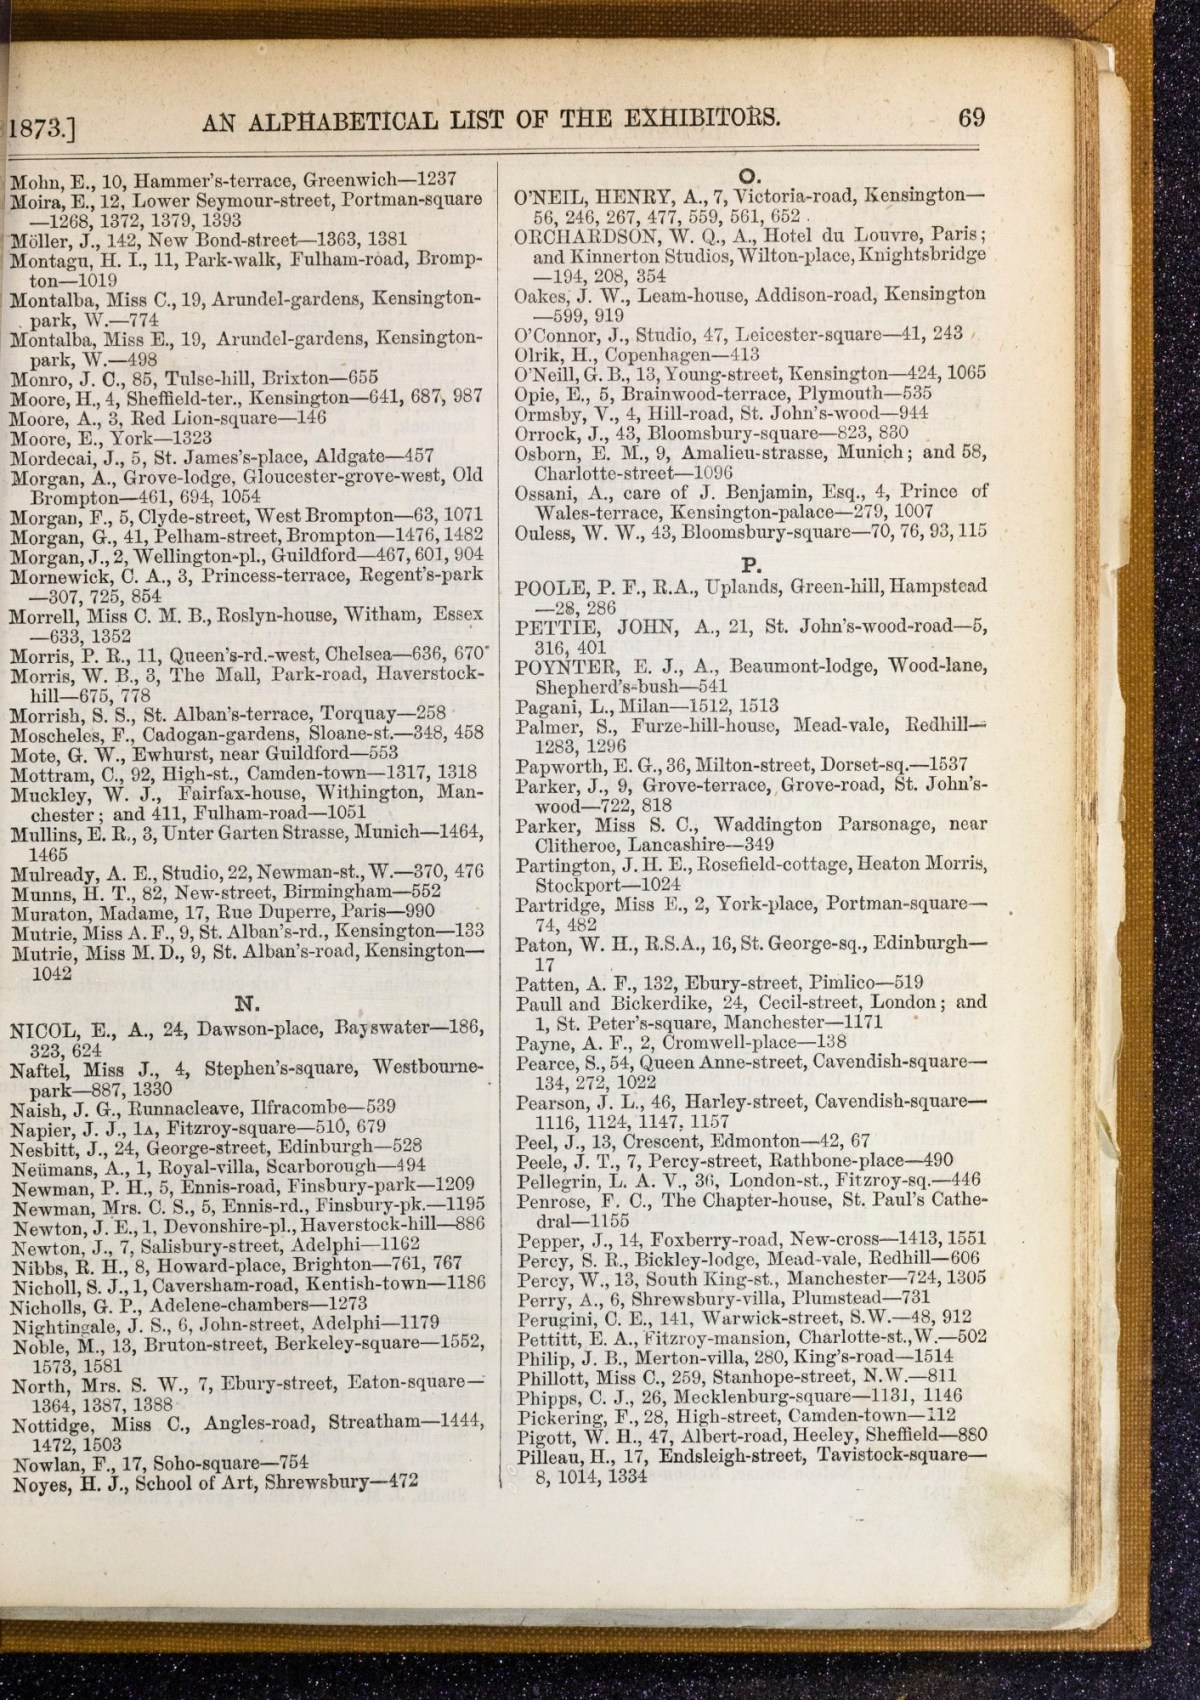 1873.] AN ALPHABETICAL LIST OF THE EXHIBITORS. 69
Mohn, E., 10, Hammer's-terrace, Greenwich—1237
Moira, E., 12, Lower Seymour-street, Portman-square
—1268, 1372, 1379, 1393
Möller, J., 142, New Bond-street—1363, 1381
Montagu, H. I., 11, Park-walk, Fulham-road, Bromp-
ton—1019
Montalba, Miss C., 19, Arundel-gardens, Kensington-
park, W.—774
Montalba, Miss E., 19, Arundel-gardens, Kensington-
park, W.—498
Monro, J. C., 85, Tulse-hill, Brixton—655
Moore, H., 4, Sheffield-ter., Kensington—641, 687, 987
Moore, A., 3, Red Lion-square—146
Moore, E., York—1323
Mordecai, J., 5, St. James's-place, Aldgate—457
Morgan, A., Grove-lodge, Gloucester-grove-west, Old
Brompton—461, 694, 1054
Morgan, F., 5, Clyde-street, West Brompton—63, 1071
Morgan, G., 41, Pelham-street, Brompton—1476, 1482
Morgan, J., 2, Wellington-pl., Guildford—467, 601, 904
Mornewick, C. A., 3, Princess-terrace, Regent's-park
—307, 725, 854
Morrell, Miss C. M. B., Roslyn-house, Witham, Essex
—633, 1352
Morris, P. R., 11, Queen's-rd.-west, Chelsea—636, 670
Morris, W. B., 3, The Mall, Park-road, Haverstock-
hill—675, 778
Morrish, S. S., St. Alban's-terrace, Torquay—258
Moscheles, F., Cadogan-gardens, Sloane-st.—348, 458
Mote, G. W., Ewhurst, near Guildford—553
Mottram, C., 92, High-st., Camden-town—1317, 1318
Muckley, W. J., Fairfax-house, Withington, Man-
chester; and 411, Fulham-road—1051
Mullins, E. R., 3, Unter Garten Strasse, Munich—1464,
1465
Mulready, A. E., Studio, 22, Newman-st., W.—370, 476
Munns, H. T., 82, New-street, Birmingham—552
Muraton, Madame, 17, Rue Duperre, Paris—990
Mutrie, Miss A. F., 9, St. Alban's-rd., Kensington—133
Mutrie, Miss M. D., 9, St. Alban's-road, Kensington—
1042
N.
NICOL, E., A., 24, Dawson-place, Bayswater—186,
323, 624
Naftel, Miss J., 4, Stephen's-square, Westbourne-
park—887, 1330
Naish, J. G., Runnacleave, Ilfracombe—539
Napier, J. J., 1A, Fitzroy-square—510, 679
Nesbitt, J., 24, George-street, Edinburgh—528
Neümans, A., 1, Royal-villa, Scarborough—494
Newman, P. H., 5, Ennis-road, Finsbury-park—1209
Newman, Mrs. C. S., 5, Ennis-rd., Finsbury-pk.—1195
Newton, J. E., 1, Devonshire-pl., Haverstock-hill—886
Newton, J., 7, Salisbury-street, Adelphi—1162
Nibbs, R. H., 8, Howard-place, Brighton—761, 767
Nicholl, S. J., 1, Caversham-road, Kentish-town—1186
Nicholls, G. P., Adelene-chambers—1273
Nightingale, J. S., 6, John-street, Adelphi—1179
Noble, M., 13, Bruton-street, Berkeley-square—1552,
1573, 1581
North, Mrs. S. W., 7, Ebury-street, Eaton-square—
1364, 1387, 1388
Nottidge, Miss C., Angles-road, Streatham—1444,
1472, 1503
Nowlan, F., 17, Soho-square—754
Noyes, H. J., School of Art, Shrewsbury—472
O.
O'NEIL, HENRY, A., 7, Victoria-road, Kensington—
56, 246, 267, 477, 559, 561, 652
ORCHARDSON, W. Q., A., Hotel du Louvre, Paris;
and Kinnerton Studios, Wilton-place, Knightsbridge
—194, 208, 354
Oakes, J. W., Leam-house, Addison-road, Kensington
—599, 919
O'Connor, J., Studio, 47, Leicester-square—41, 243
Olrik, H., Copenhagen—413
O'Neill, G. B., 13, Young-street, Kensington—424, 1065
Opie, E., 5, Brainwood-terrace, Plymouth—535
Ormsby, V., 4, Hill-road, St. John's-wood—944
Orrock, J., 43, Bloomsbury-square—823, 830
Osborn, E. M., 9, Amalieu-strasse, Munich; and 58,
Charlotte-street—1096
Ossani, A., care of J. Benjamin, Esq., 4, Prince of
Wales-terrace, Kensington-palace—279, 1007
Ouless, W. W., 43, Bloomsbury-square—70, 76, 93, 115
P.
POOLE, P. F., R.A., Uplands, Green-hill, Hampstead
—28, 286
PETTIE, JOHN, A., 21, St. John's-wood-road—5,
316, 401
POYNTER, E. J., A., Beaumont-lodge, Wood-lane,
Shepherd's-bush—541
Pagani, L., Milan—1512, 1513
Palmer, S., Furze-hill-house, Mead-vale, Redhill—
1283, 1296
Papworth, E. G., 36, Milton-street, Dorset-sq.—1537
Parker, J., 9, Grove-terrace, Grove-road, St. John's-
wood—722, 818
Parker, Miss S. C., Waddington Parsonage, near
Clitheroe, Lancashire—349
Partington, J. H. E., Rosefield-cottage, Heaton Morris,
Stockport—1024
Partridge, Miss E., 2, York-place, Portman-square—
74, 482
Paton, W. H., R.S.A., 16, St. George-sq., Edinburgh—
17
Patten, A. F., 132, Ebury-street, Pimlico—519
Paull and Bickerdike, 24, Cecil-street, London; and
1, St. Peter's-square, Manchester—1171
Payne, A. F., 2, Cromwell-place—138
Pearce, S., 54, Queen Anne-street, Cavendish-square—
134, 272, 1022
Pearson, J. L., 46, Harley-street, Cavendish-square—
1116, 1124, 1147, 1157
Peel, J., 13, Crescent, Edmonton—42, 67
Peele, J. T., 7, Percy-street, Rathbone-place—490
Pellegrin, L. A. V., 36, London-st., Fitzroy-sq.—446
Penrose, F. C., The Chapter-house, St. Paul's Cathe-
dral—1155
Pepper, J., 14, Foxberry-road, New-cross—1413, 1551
Percy, S. R., Bickley-lodge, Mead-vale, Redhill—606
Percy, W., 13, South King-st., Manchester—724, 1305
Perry, A., 6, Shrewsbury-villa, Plumstead—731
Perugini, C. E., 141, Warwick-street, S.W.—48, 912
Pettitt, E. A., Fitzroy-mansion, Charlotte-st., W.—502
Philip, J. B., Merton-villa, 280, King's-road—1514
Phillott, Miss C., 259, Stanhope-street, N.W.—811
Phipps, C. J., 26, Mecklenburg-square—1131, 1146
Pickering, F., 28, High-street, Camden-town—112
Pigott, W. H., 47, Albert-road, Heeley, Sheffield—880
Pilleau, H., 17, Endsleigh-street, Tavistock-square—
8, 1014, 1334